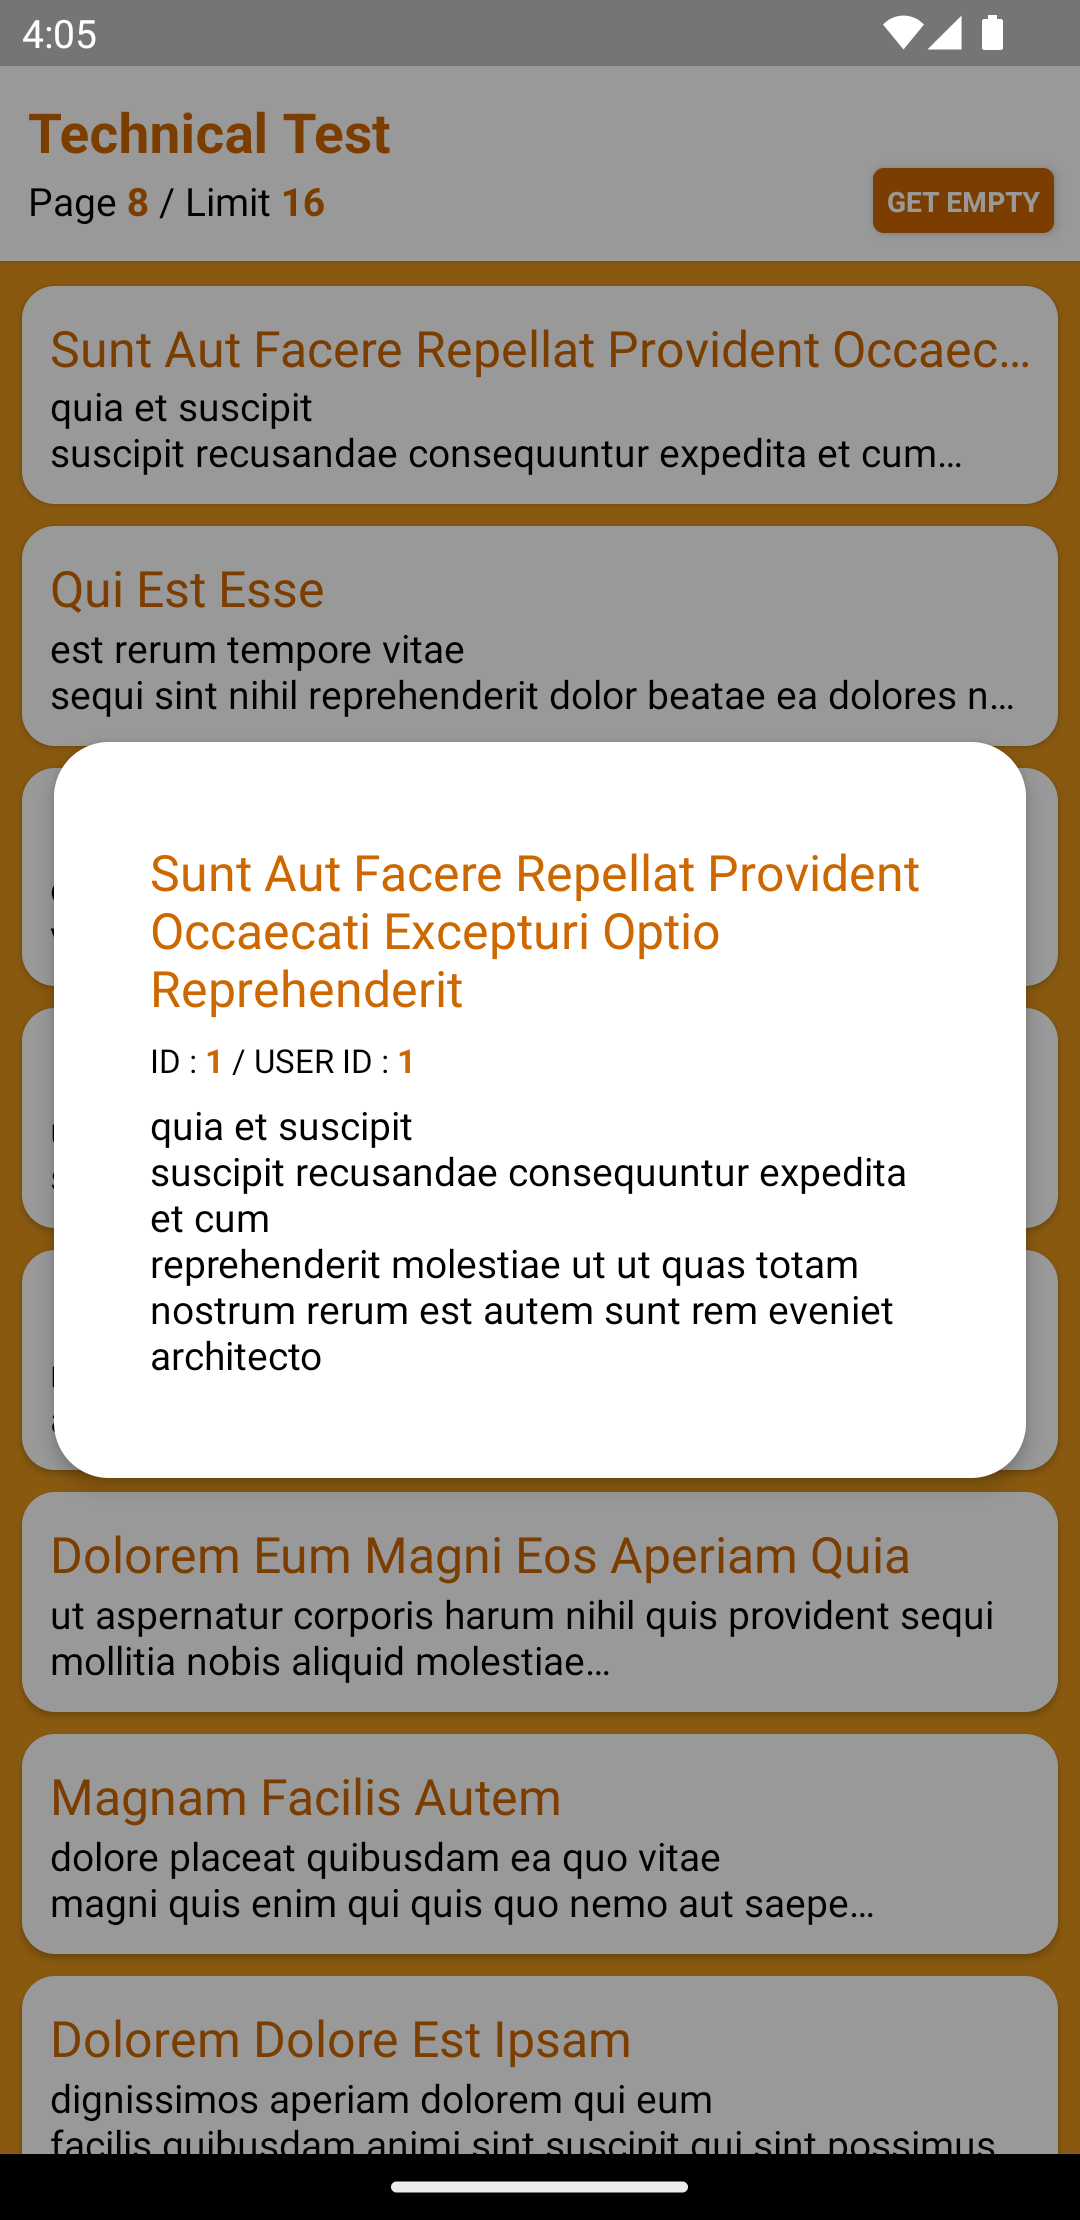 4:05
Technical Test
Page 8 / Limit 16
GET EMPTY
Sunt Aut Facere Repellat Provident Occaec...
quia et suscipit
suscipit recusandae consequuntur expedita et cum...
Qui Est Esse
est rerum tempore vitae
sequi sint nihil reprehenderit dolor beatae ea dolores n...
Sunt Aut Facere Repellat Provident
Occaecati Excepturi Optio
Reprehenderit
ID : 1 / USER ID : 1
quia et suscipit
suscipit recusandae consequuntur expedita
et cum
reprehenderit molestiae ut ut quas totam
nostrum rerum est autem sunt rem eveniet
architecto
Dolorem Eum Magni Eos Aperiam Quia
ut aspernatur corporis harum nihil quis provident sequi
mollitia nobis aliquid molestiae...
Magnam Facilis Autem
dolore placeat quibusdam ea quo vitae
magni quis enim qui quis quo nemo aut saepe...
Dolorem Dolore Est Ipsam
dignissimos aperiam dolorem qui eum
facilis quibusdam animi sint suscipit qui sint possimus